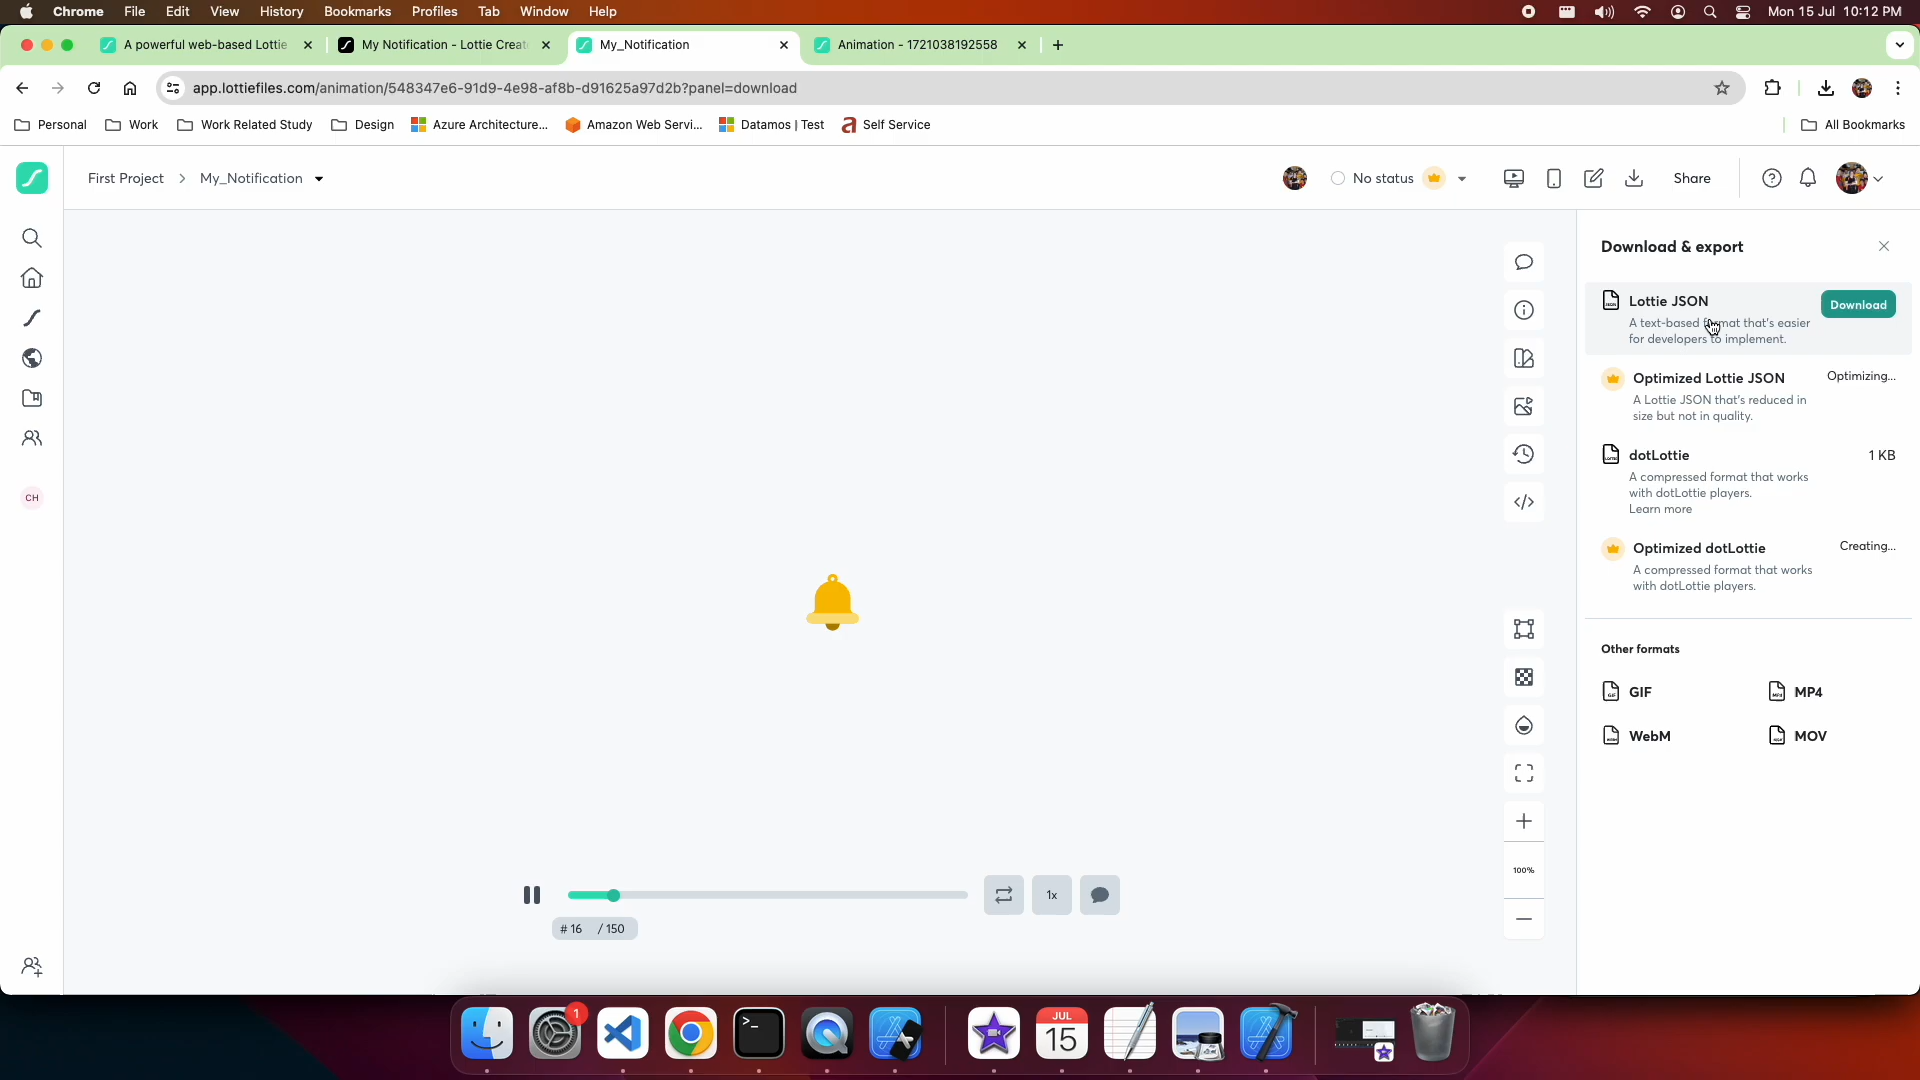 Chrome File Edit View History Bookmarks Profiles Tab Window Help Mon 15 Jul 10:12 PM
A powerful web-based Lottie My Notification - Lottie Creat My_Notification Animation - 1721038192558
app.lottiefiles.com/animation/548347e6-91d9-4e98-af8b-d91625a97d2b?panel=download
Personal Work Work Related Study Design Azure Architecture... Amazon Web Servi... Datamos | Test Self Service All Bookmarks
First Project > My_Notification No status Share
Download & export
Lottie JSON Download
A text-based format that's easier
for developers to implement.
Optimized Lottie JSON Optimizing...
A Lottie JSON that's reduced in
size but not in quality.
dotLottie 1 KB
A compressed format that works
with dotLottie players.
Learn more
CH
Optimized dotLottie Creating...
A compressed format that works
with dotLottie players.
Other formats
GIF MP4
WebM MOV
100%
1x
# 16 / 150
1
JUL
15